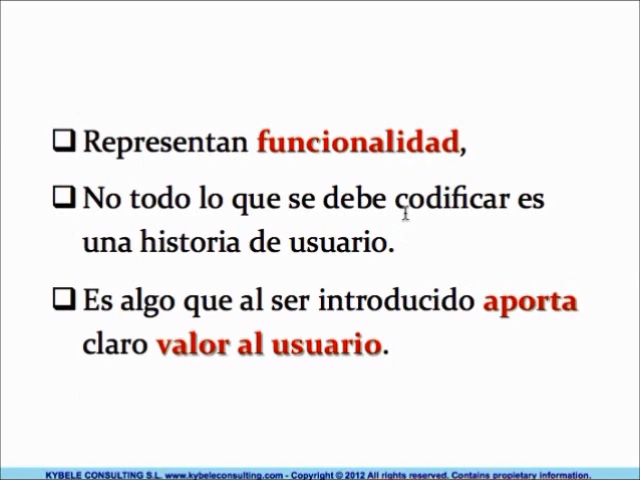 Representan funcionalidad,
No todo lo que se debe codificar es
una historia de usuario.
Es algo que al ser introducido aporta
claro valor al usuario.
KYBELE CONSULTING S.L. www.kybeleconsulting.com - Copyright © 2012 All rights reserved. Contains propietary information.